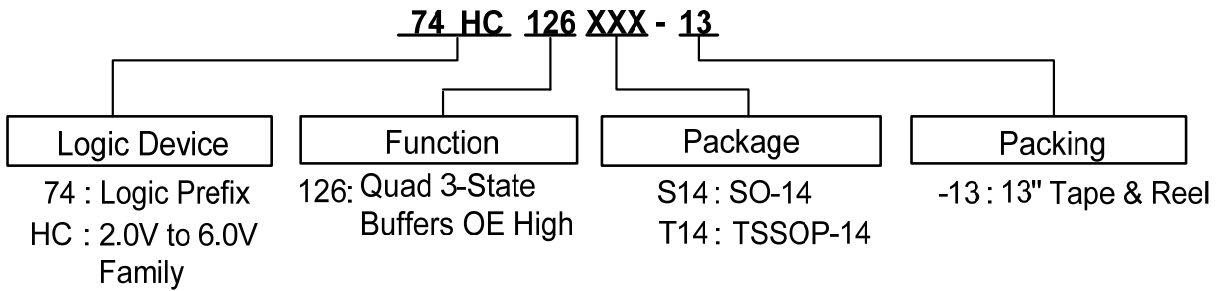 74 HC 126 XXX - 13
Logic Device
74 : Logic Prefix
HC : 2.0V to 6.0V
Family
Function
126: Quad 3-State
Buffers OE High
Package
S14 : SO-14
T14 : TSSOP-14
Packing
-13 : 13" Tape & Reel